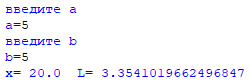 введите a
a=5
введите b
b=5
x= 20.0  L= 3.3541019662496847